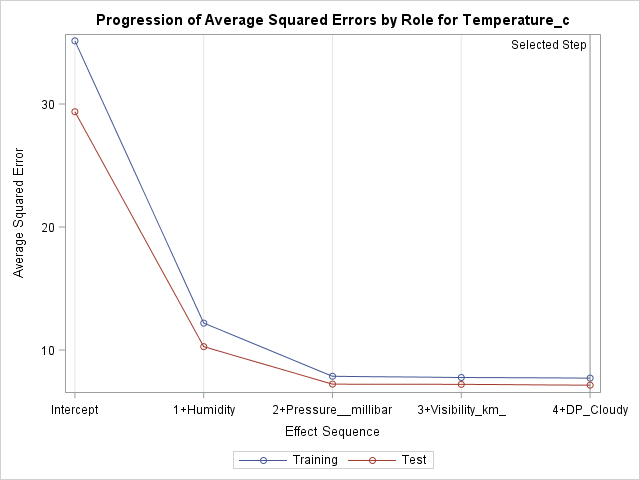 Progression of Average Squared Errors by Role for Temperature_c
Selected Step
30
20
10
Average Squared Error
Intercept
1+Humidity
2+Pressure__millibar
3+Visibility_km_
4+DP_Cloudy
Effect Sequence
Training
Test